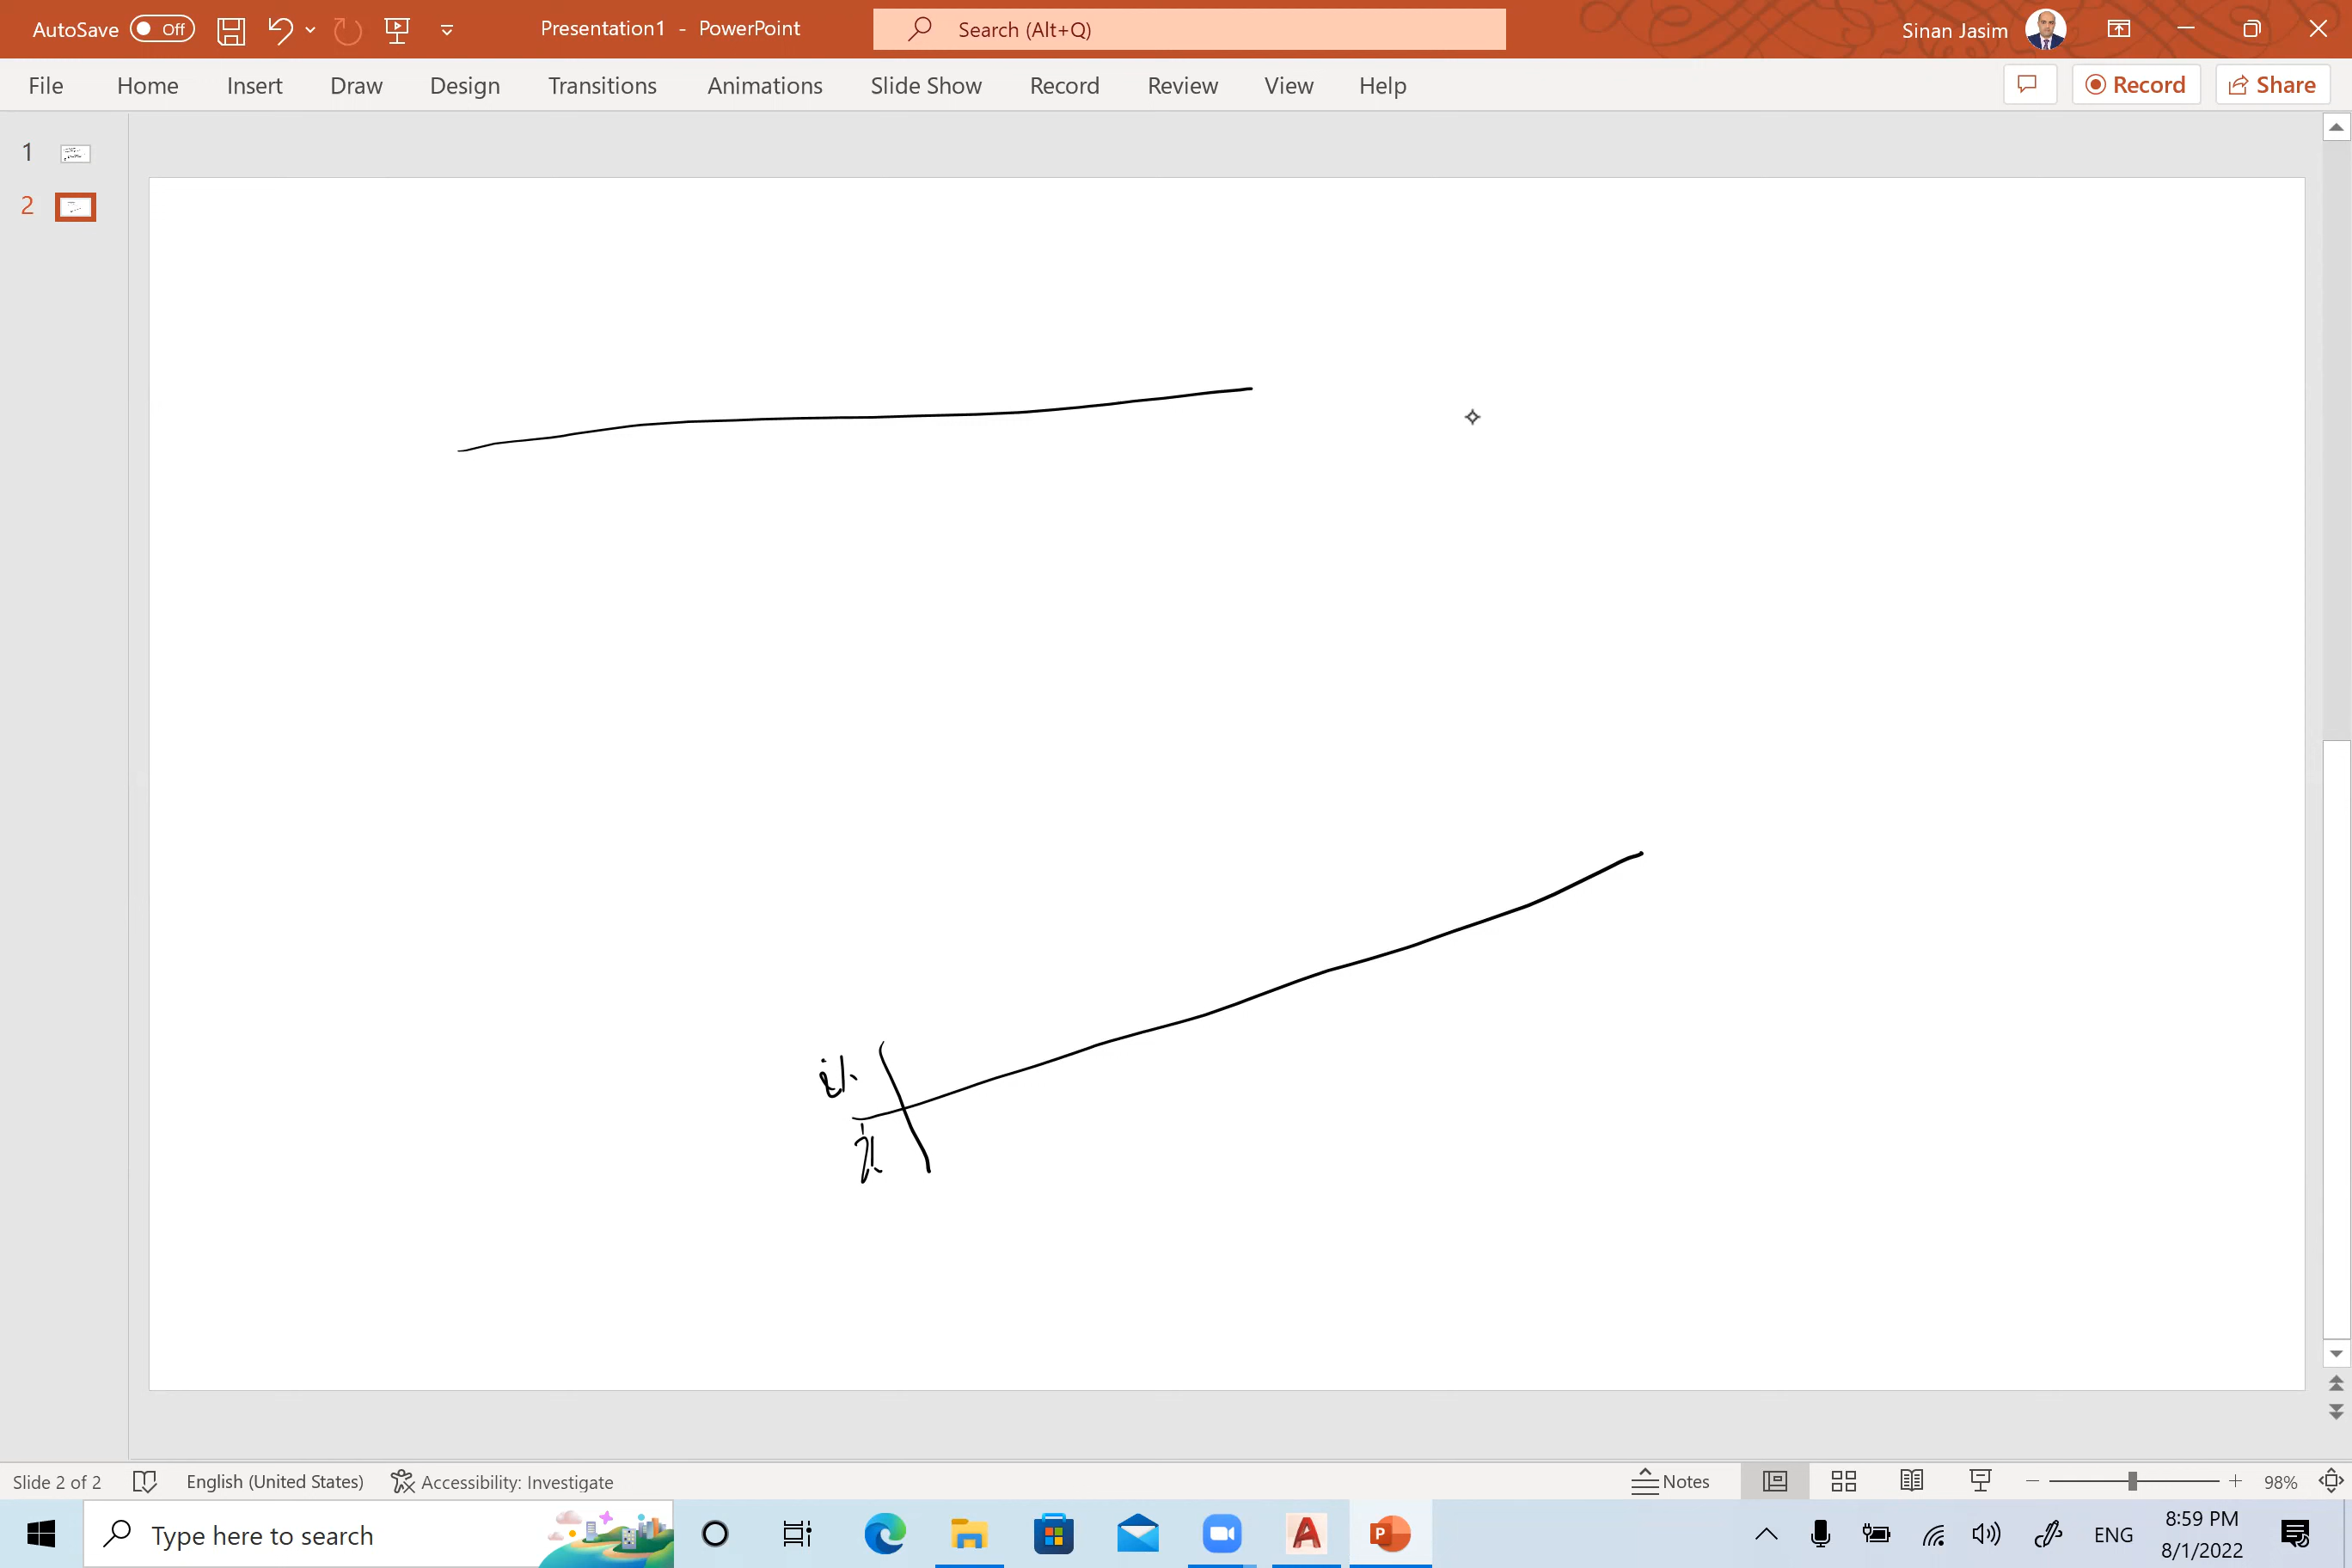 AutoSave Off Presentation1 - PowerPoint Search (Alt+Q) Sinan Jasim
File Home Insert Draw Design Transitions Animations Slide Show Record Review View Help Record Share
1
2
Slide 2 of 2 English (United States) Accessibility: Investigate Notes 98%
Type here to search ENG 8:59 PM
8/1/2022